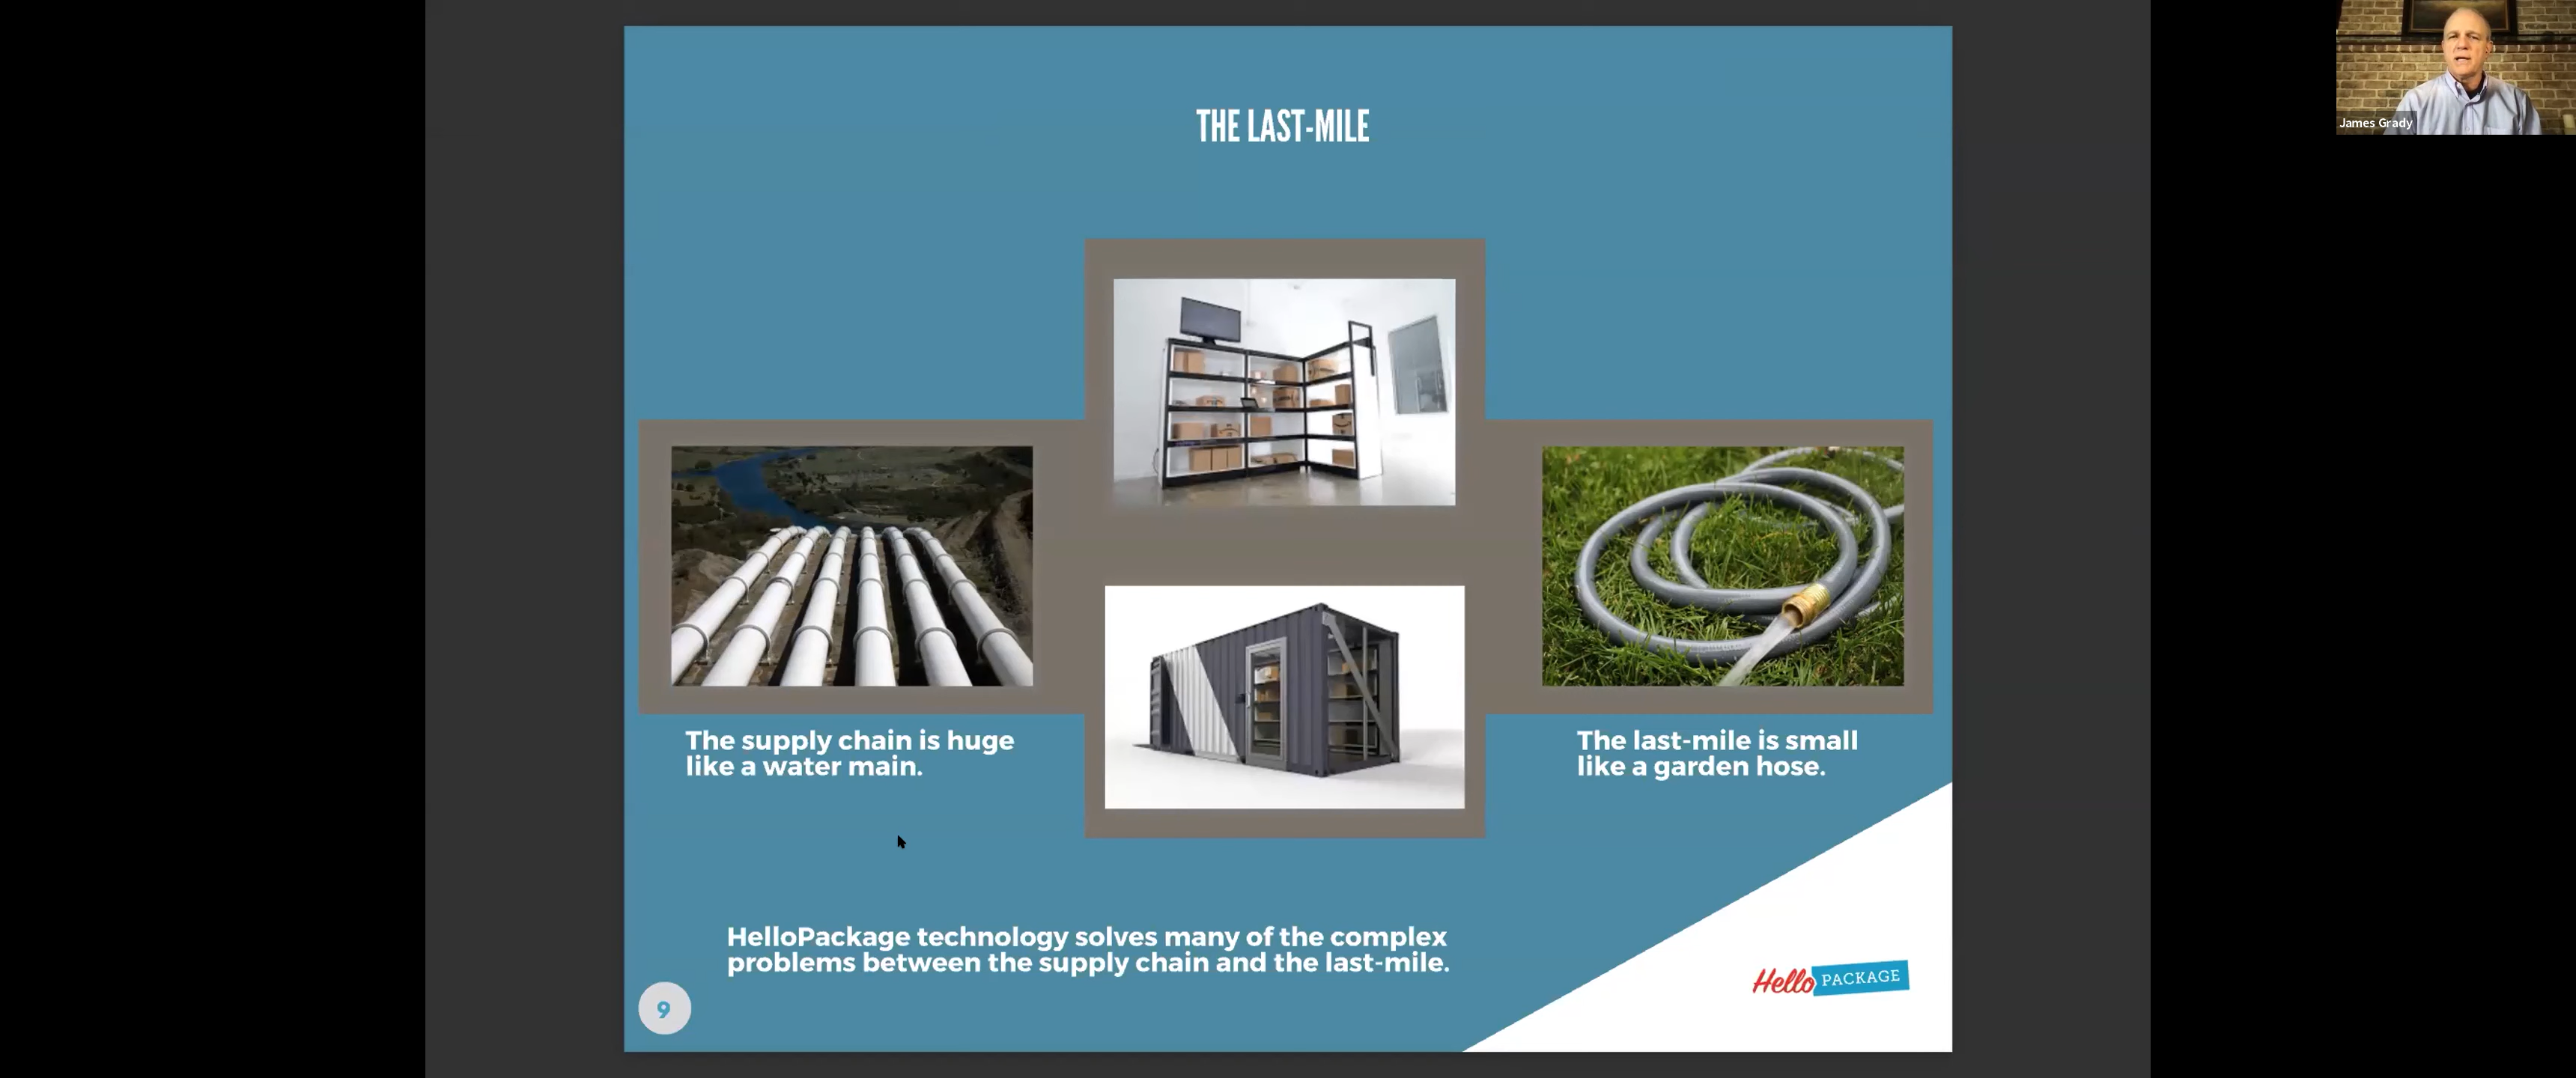 James Grady
THE LAST-MILE
The supply chain is huge
like a water main.
The last-mile is small
like a garden hose.
HelloPackage technology solves many of the complex
problems between the supply chain and the last-mile.
Hello PACKAGE
9